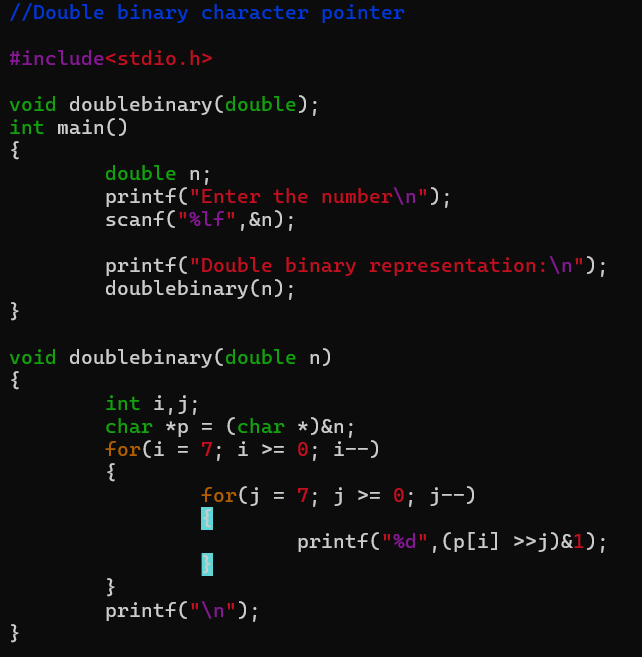 //Double binary character pointer
#include<stdio.h>
void doublebinary(double);
int main()
{
        double n;
        printf("Enter the number\n");
        scanf("%lf",&n);
        printf("Double binary representation:\n");
        doublebinary(n);
}
void doublebinary(double n)
{
        int i,j;
        char *p = (char *)&n;
        for(i = 7; i >= 0; i--)
        {
                for(j = 7; j >= 0; j--)
                {
                        printf("%d",(p[i] >>j)&1);
                }
        }
        printf("\n");
}